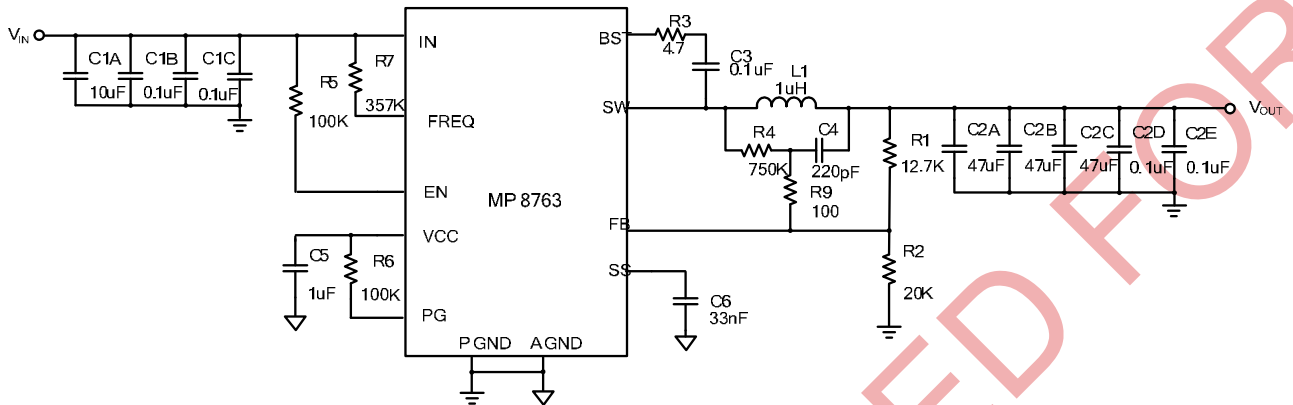 VIN
C1A
C1B
C1C
10uF
0.1uF
0.1uF
R5
100K
R7
357K
IN
FREQ
EN
VCC
PG
MP8763
PGND
AGND
C5
1uF
R6
100K
BST
SW
FB
SS
R3
4.7
C3
0.1uF
L1
1uH
R4
750K
C4
220pF
R9
100
R1
12.7K
R2
20K
C6
33nF
C2A
C2B
C2C
C2D
C2E
47uF
47uF
47uF
0.1uF
0.1uF
VOUT
ED FOR